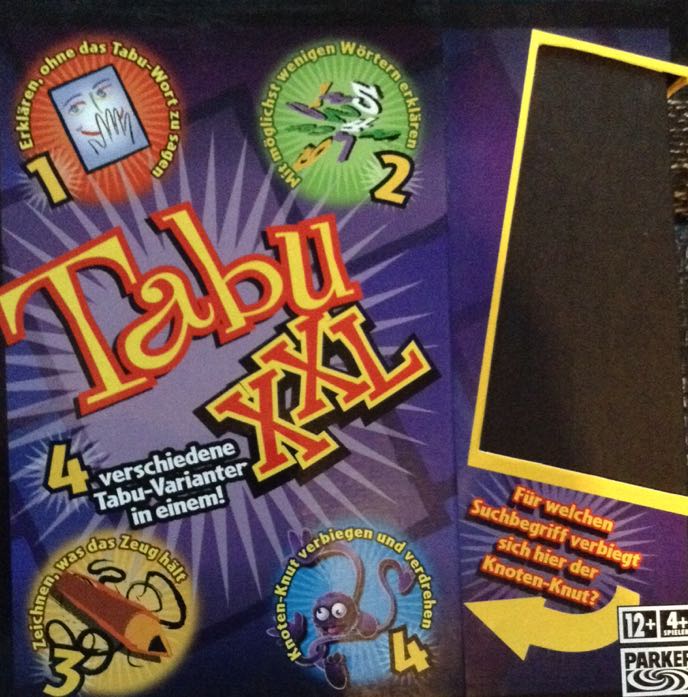 Erklären, ohne das Tabu-Wort zu sagen
1
Mit möglichst wenigen Wörtern erklären
2
Tabu
XXL
4 verschiedene
Tabu-Varianten
in einem!
Zeichnen, was das Zeug hält
3
Knoten-Knut verbiegen und verdrehen
4
Für welchen
Suchbegriff verbiegt
sich hier der
Knoten-Knut?
12+ 4+
SPIELER
PARKER